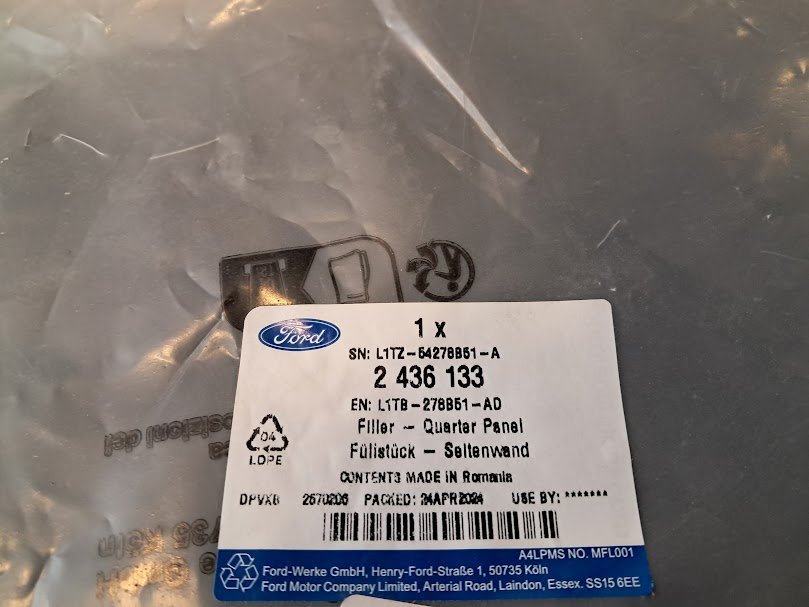 Ford
1 x
SN: L1TZ-54278B51-A
2 436 133
EN: L1TB-278B51-AD
Filler - Quarter Panel
Füllstück - Seitenwand
04
LDPE
CONTENTS MADE IN Romania
DPVXB 2570206 PACKED: 24APR2024 USE BY: *******
A4LPMS NO. MFL001
Ford-Werke GmbH, Henry-Ford-Straße 1, 50735 Köln
Ford Motor Company Limited, Arterial Road, Laindon, Essex. SS15 6EE